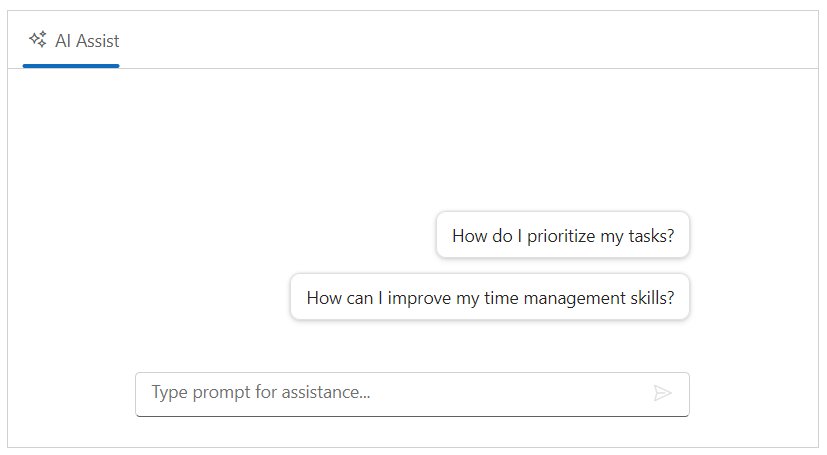 AI Assist
How do I prioritize my tasks?
How can I improve my time management skills?
Type prompt for assistance...